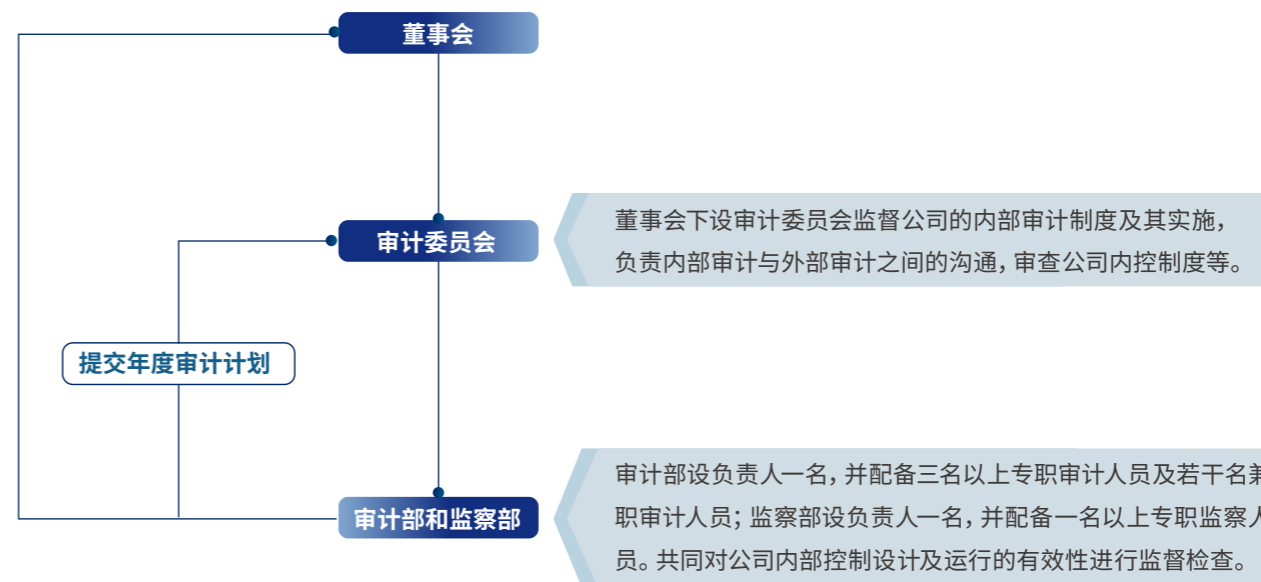 董事会
审计委员会
董事会下设审计委员会监督公司的内部审计制度及其实施，
负责内部审计与外部审计之间的沟通，审查公司内控制度等。
提交年度审计计划
审计部和监察部
审计部设负责人一名，并配备三名以上专职审计人员及若干名兼
职审计人员；监察部设负责人一名，并配备一名以上专职监察人
员。共同对公司内部控制设计及运行的有效性进行监督检查。